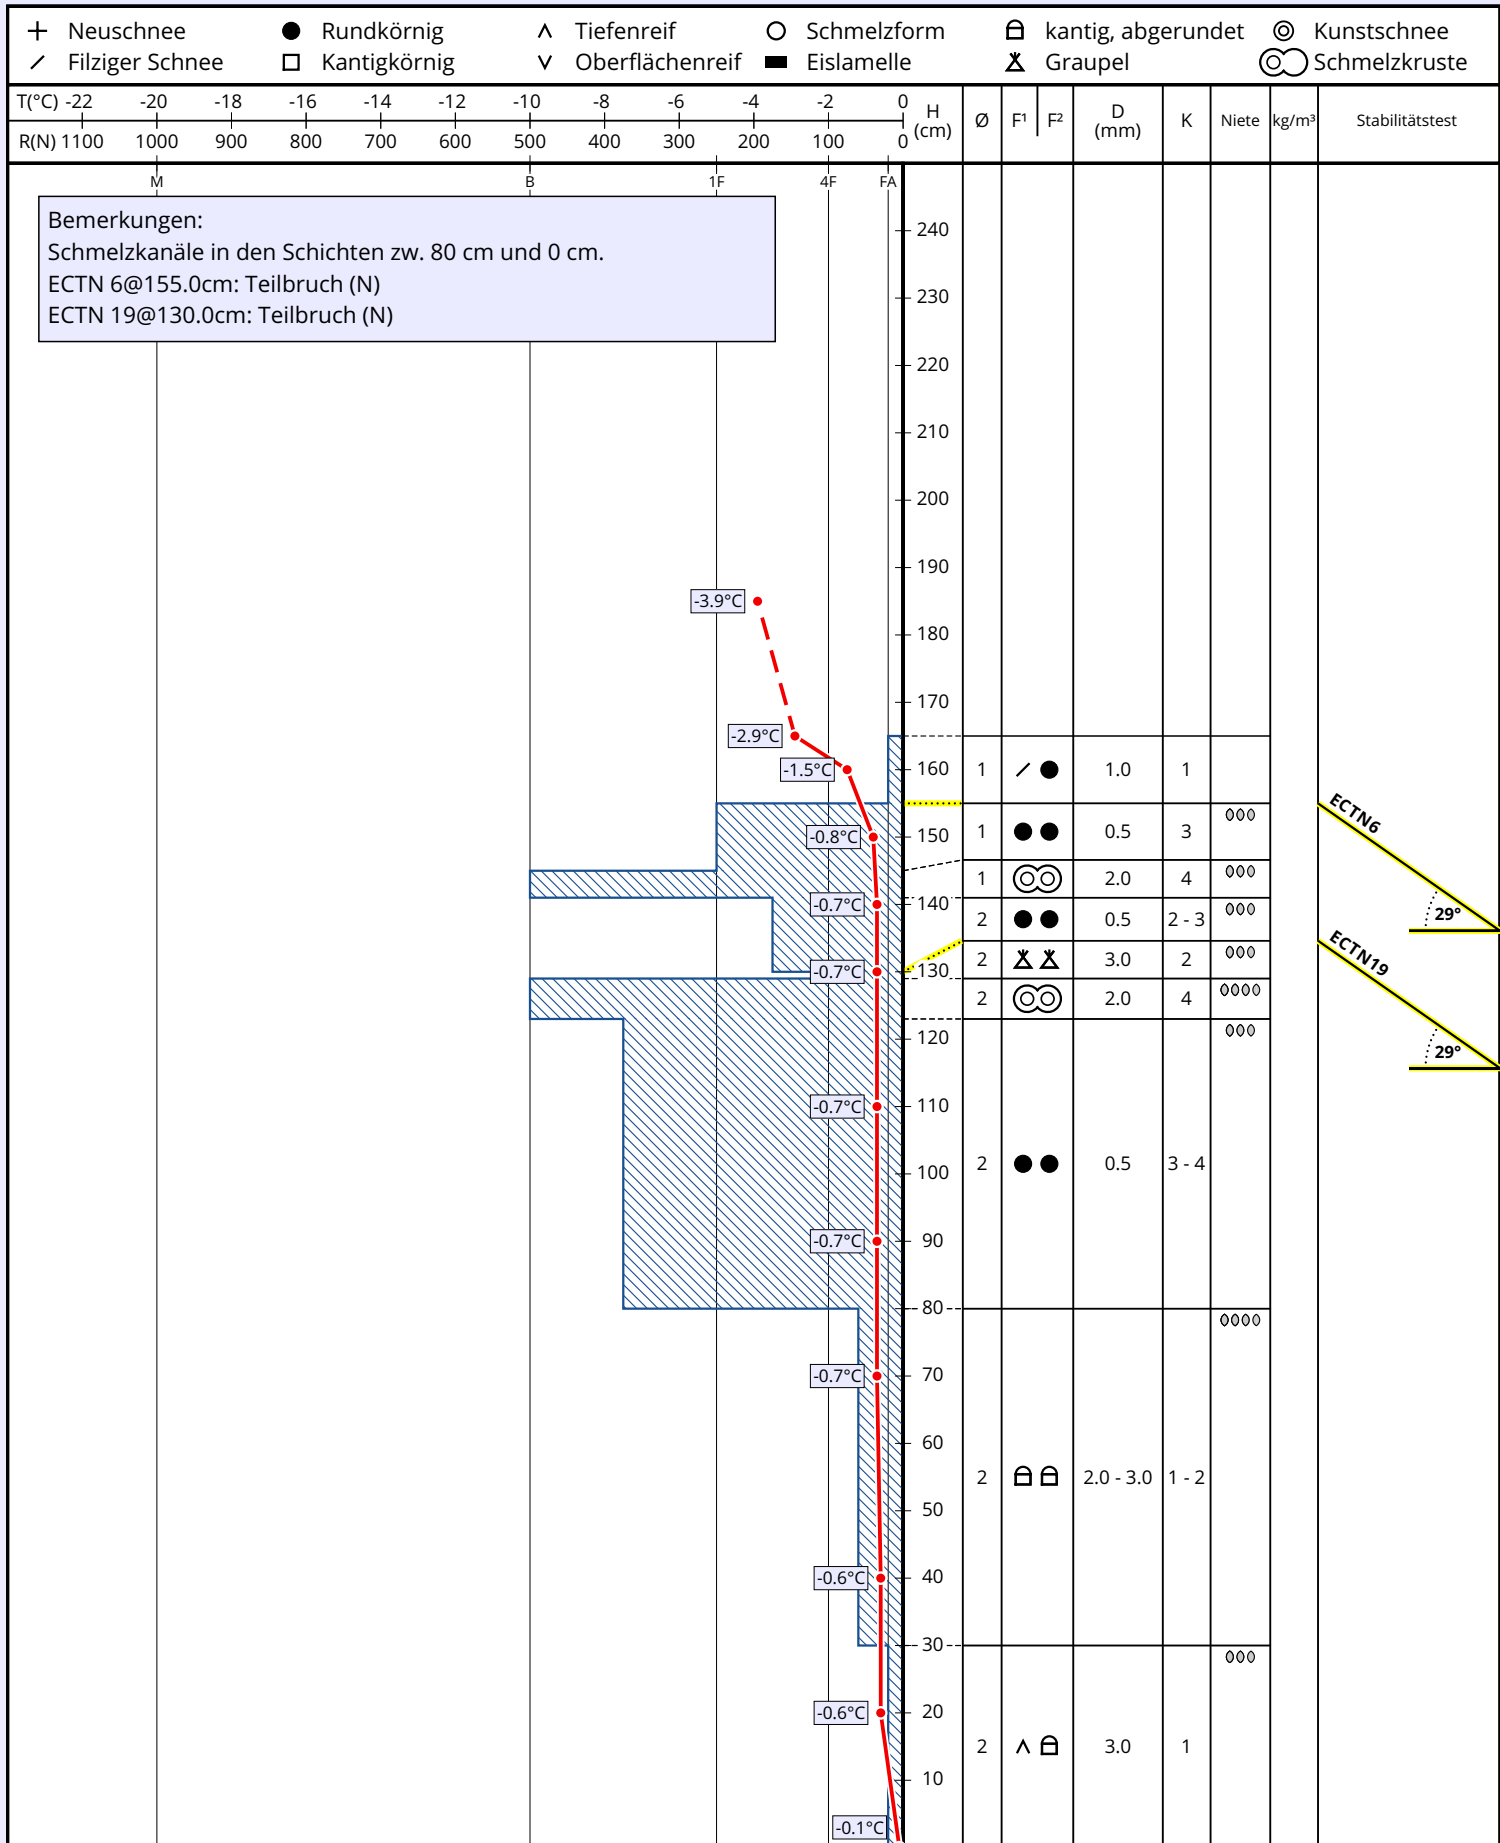 Neuschnee Rundkörnig Tiefenreif Schmelzform kantig, abgerundet Kunstschnee
Filziger Schnee Kantigkörnig Oberflächenreif Eislamelle Graupel Schmelzkruste
T(°C) -22 -20 -18 -16 -14 -12 -10 -8 -6 -4 -2 0
R(N) 1100 1000 900 800 700 600 500 400 300 200 100 0
H (cm) Ø F¹ F² D (mm) K Niete kg/m³ Stabilitätstest
M B 1F 4F FA
Bemerkungen:
Schmelzkanäle in den Schichten zw. 80 cm und 0 cm.
ECTN 6@155.0cm: Teilbruch (N)
ECTN 19@130.0cm: Teilbruch (N)
240
230
220
210
200
190
-3.9°C
180
170
-2.9°C
-1.5°C 160 1 1.0 1
ECTN6
-0.8°C 150 1 0.5 3
1 2.0 4
-0.7°C 140
2 0.5 2 - 3
29°
ECTN19
2 3.0 2
-0.7°C 130
2 2.0 4
120
29°
-0.7°C 110
100 2 0.5 3 - 4
-0.7°C 90
80
-0.7°C 70
60
2 2.0 - 3.0 1 - 2
50
-0.6°C 40
30
-0.6°C 20
2 3.0 1
10
-0.1°C